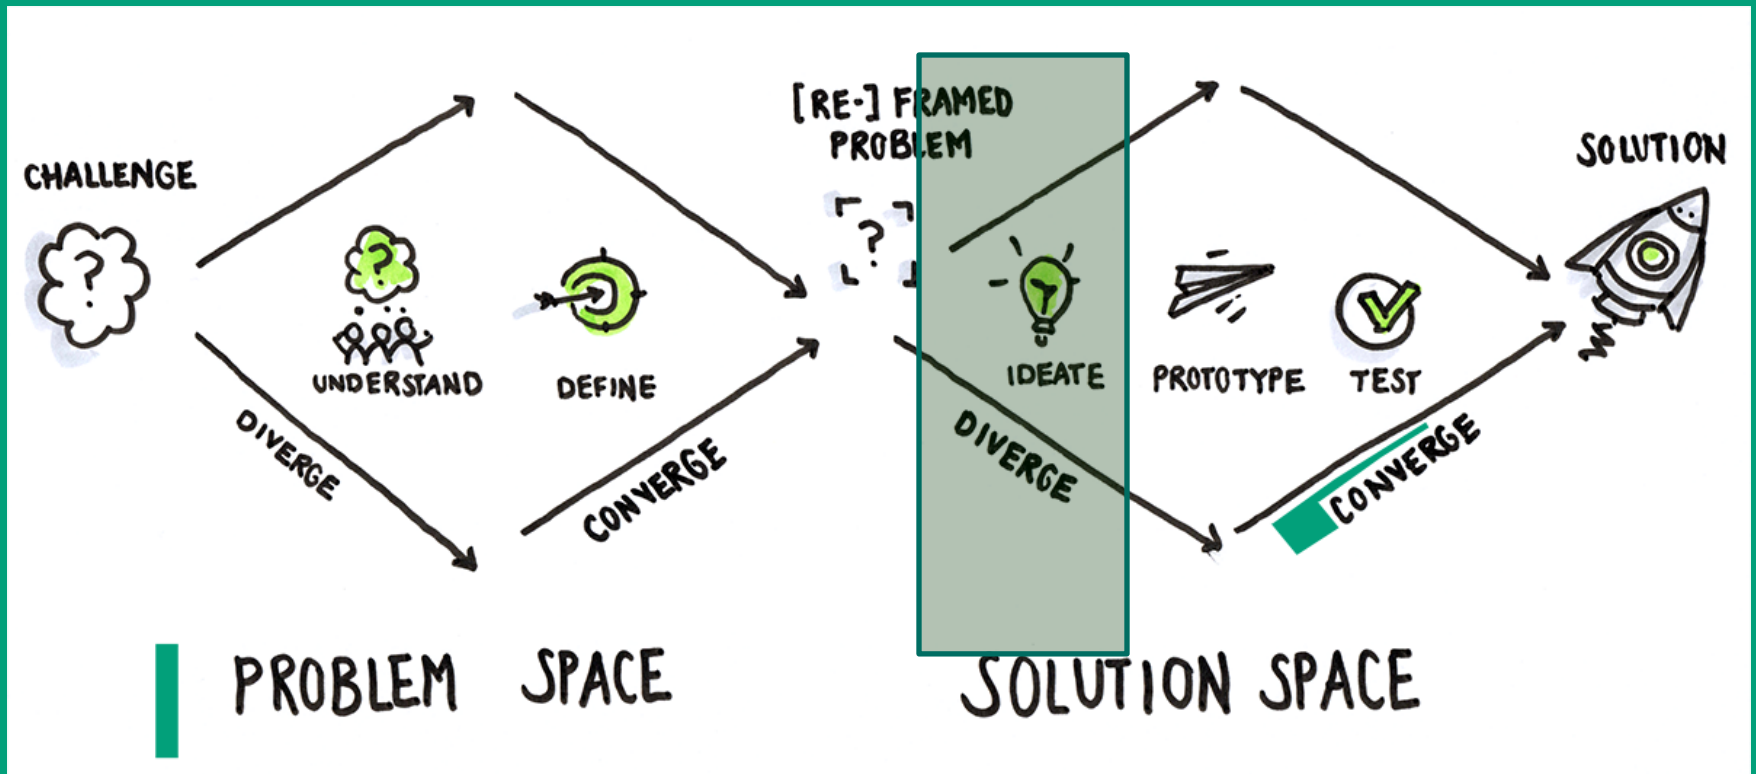 CHALLENGE
?
?
UNDERSTAND
DEFINE
DIVERGE
CONVERGE
[RE-] FRAMED
PROBLEM
?
IDEATE
PROTOTYPE
TEST
DIVERGE
CONVERGE
SOLUTION
PROBLEM SPACE
SOLUTION SPACE